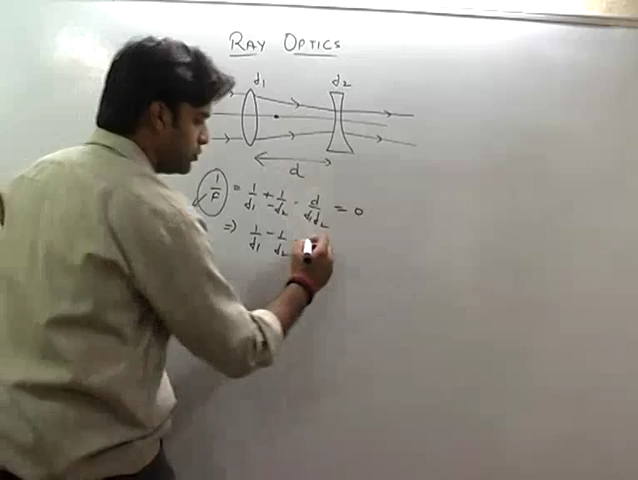 RAY OPTICS
f1 f2
d
1/F = 1/f1 + 1/-f2 - d/f1f2 = 0
⇒ 1/f1 - 1/f2